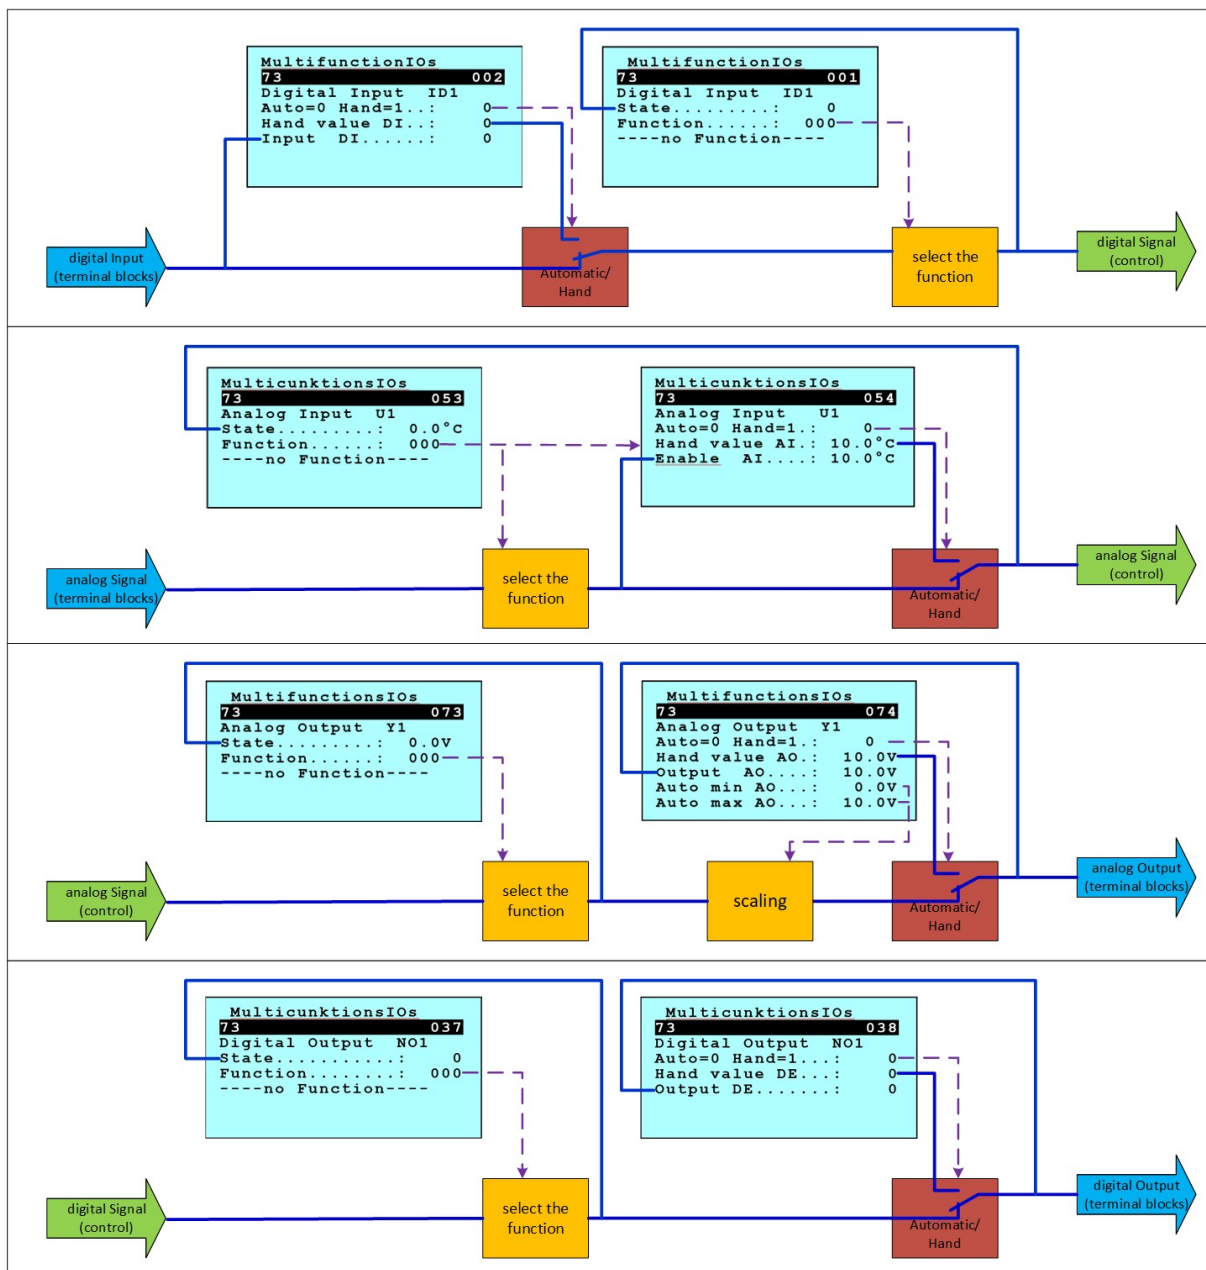 MultifunctionIOs
73 002
Digital Input ID1
Auto=0 Hand=1..: 0
Hand value DI..: 0
Input DI......: 0
MultifunctionIOs
73 001
Digital Input ID1
State.........: 0
Function......: 000
----no Function----
digital Input
(terminal blocks)
Automatic/
Hand
select the
function
digital Signal
(control)
MulticunktionsIOs
73 053
Analog Input U1
State.........: 0.0°C
Function......: 000
----no Function----
MulticunktionsIOs
73 054
Analog Input U1
Auto=0 Hand=1.: 0
Hand value AI.: 10.0°C
Enable AI....: 10.0°C
analog Signal
(terminal blocks)
select the
function
Automatic/
Hand
analog Signal
(control)
MultifunctionsIOs
73 073
Analog Output Y1
State.........: 0.0V
Function......: 000
----no Function----
MultifunctionsIOs
73 074
Analog Output Y1
Auto=0 Hand=1.: 0
Hand value AO.: 10.0V
Output AO....: 10.0V
Auto min AO...: 0.0V
Auto max AO...: 10.0V
analog Signal
(control)
select the
function
scaling
Automatic/
Hand
analog Output
(terminal blocks)
MulticunktionsIOs
73 037
Digital Output NO1
State...........: 0
Function........: 000
----no Function----
MulticunktionsIOs
73 038
Digital Output NO1
Auto=0 Hand=1...: 0
Hand value DE...: 0
Output DE.......: 0
digital Signal
(control)
select the
function
Automatic/
Hand
digital Output
(terminal blocks)